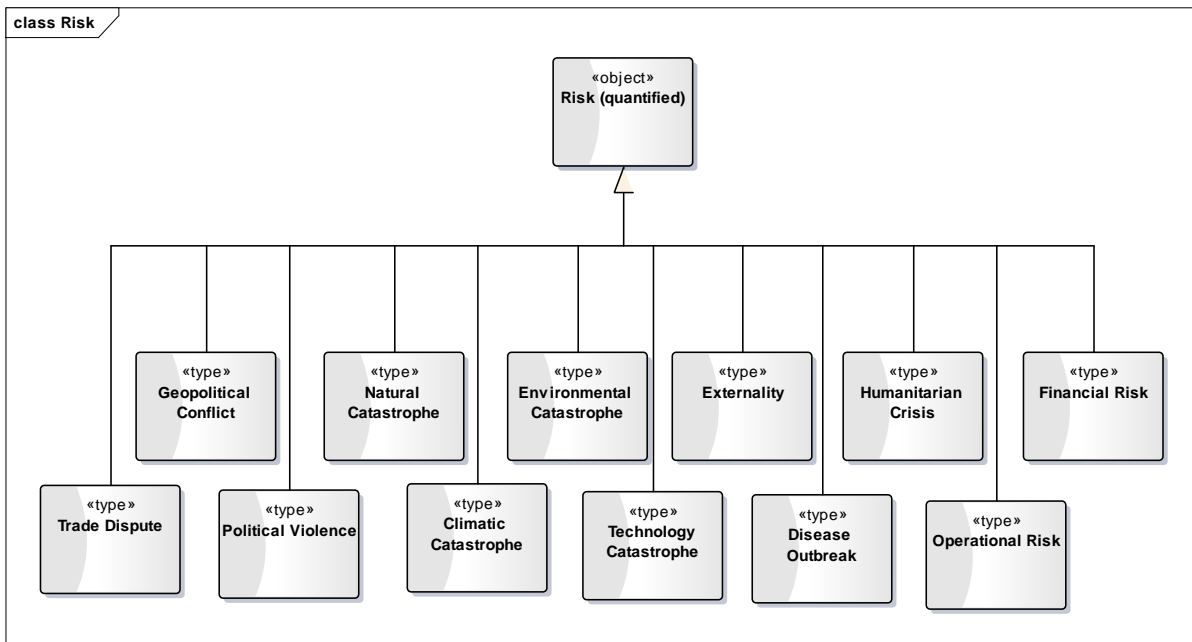 class Risk
«object»
Risk (quantified)
«type»
Geopolitical
Conflict
«type»
Natural
Catastrophe
«type»
Environmental
Catastrophe
«type»
Externality
«type»
Humanitarian
Crisis
«type»
Financial Risk
«type»
Trade Dispute
«type»
Political Violence
«type»
Climatic
Catastrophe
«type»
Technology
Catastrophe
«type»
Disease
Outbreak
«type»
Operational Risk